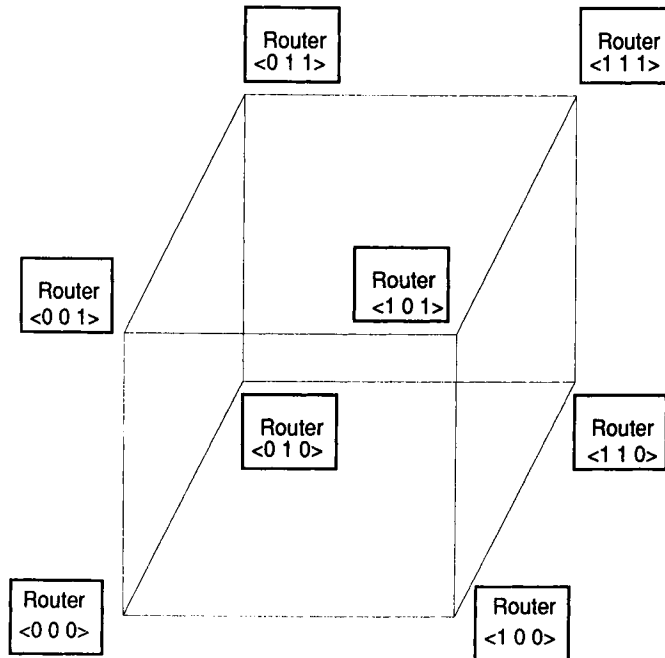 Router
<0 1 1>
Router
<1 1 1>
Router
<0 0 1>
Router
<1 0 1>
Router
<0 1 0>
Router
<1 1 0>
Router
<0 0 0>
Router
<1 0 0>